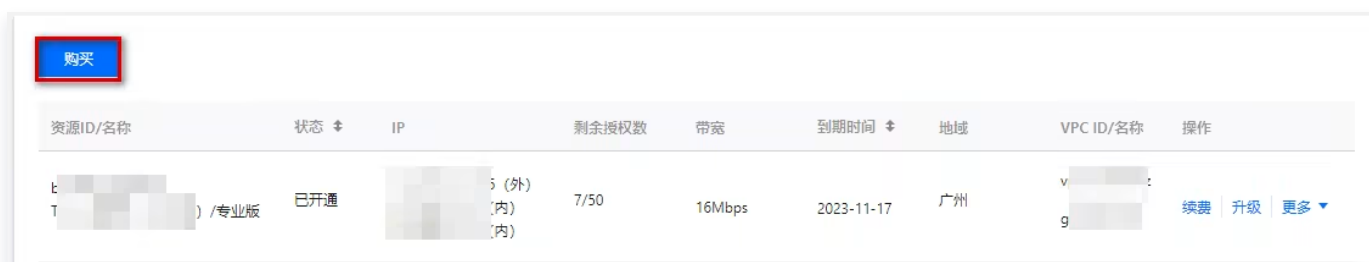 购买
资源ID/名称 状态 IP 剩余授权数 带宽 到期时间 地域 VPC ID/名称 操作
）/专业版 已开通 （外） （内） （内） 7/50 16Mbps 2023-11-17 广州 续费 升级 更多